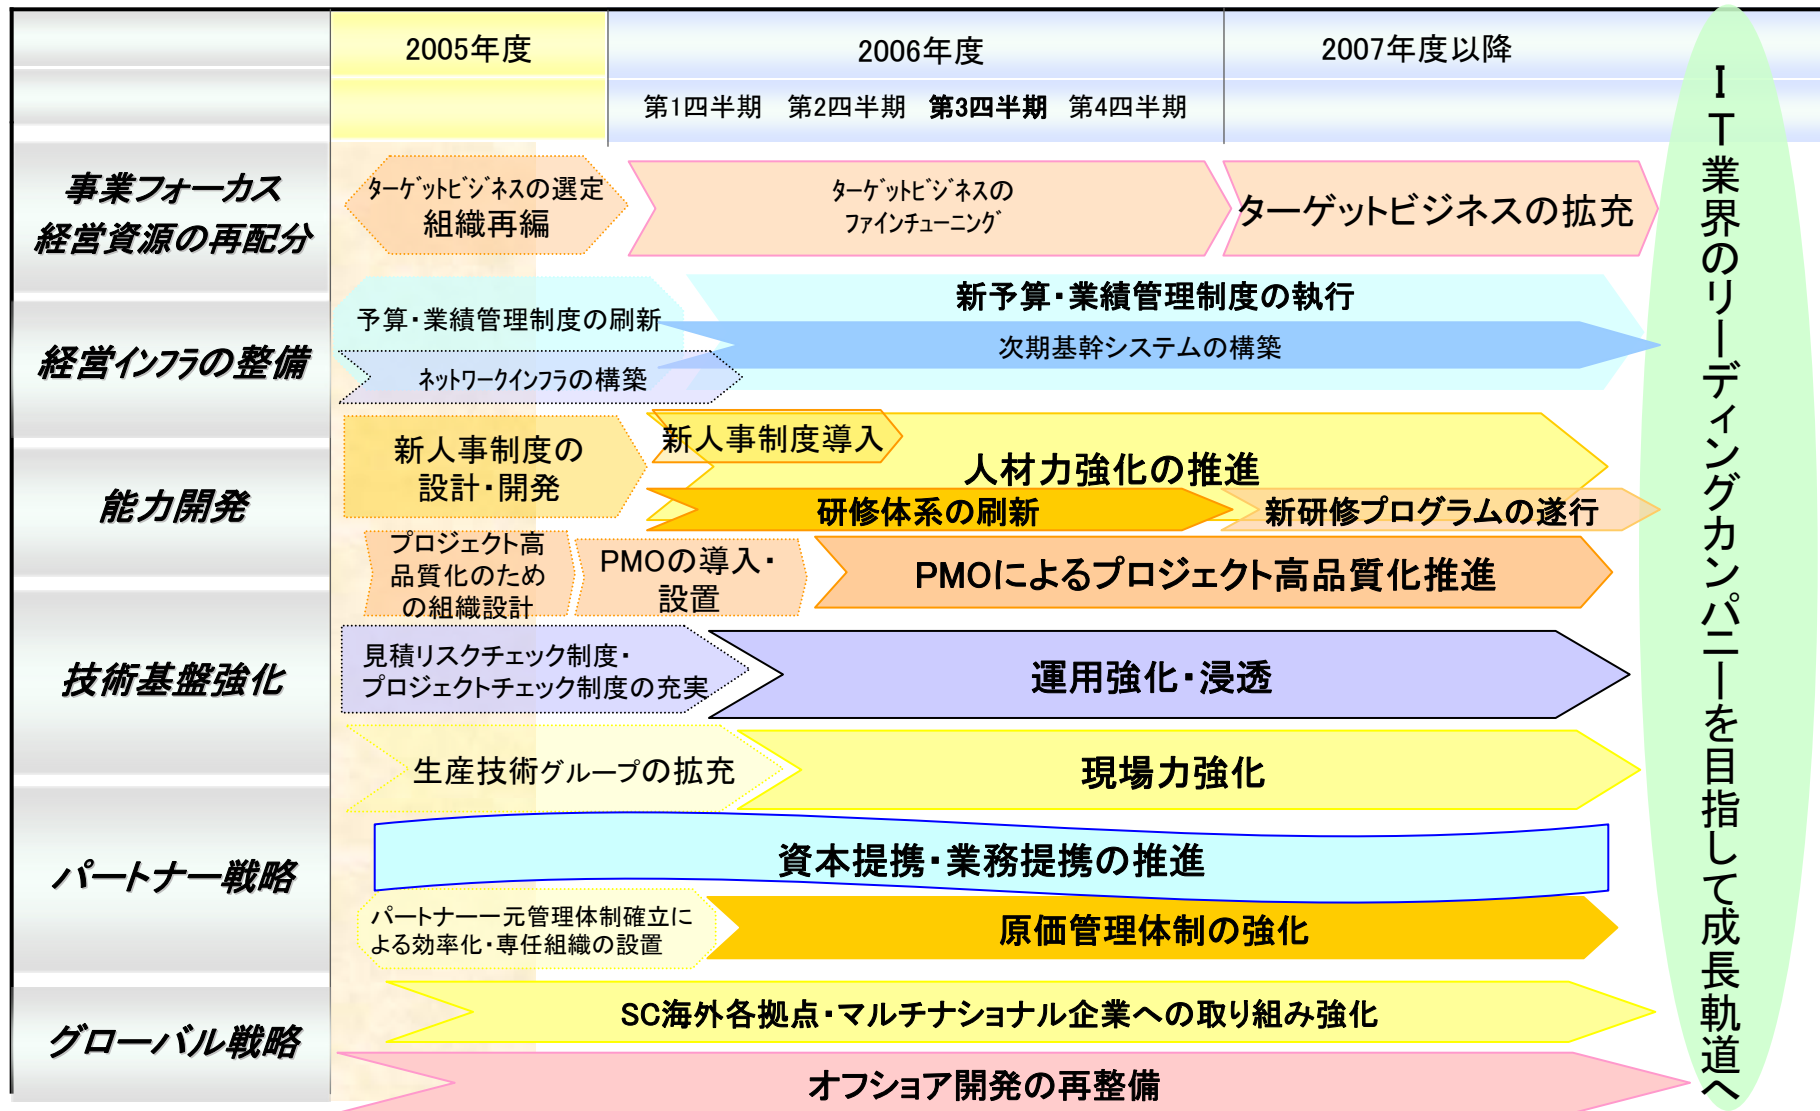 2005年度
2006年度
2007年度以降
第1四半期
第2四半期
第3四半期
第4四半期
事業フォーカス
経営資源の再配分
ターゲットビジネスの選定
組織再編
ターゲットビジネスの
ファインチューニング
ターゲットビジネスの拡充
経営インフラの整備
予算・業績管理制度の刷新
新予算・業績管理制度の執行
次期基幹システムの構築
ネットワークインフラの構築
能力開発
新人事制度の
設計・開発
新人事制度導入
人材力強化の推進
研修体系の刷新
新研修プログラムの遂行
技術基盤強化
プロジェクト高
品質化のため
の組織設計
PMOの導入・
設置
PMOによるプロジェクト高品質化推進
見積リスクチェック制度・
プロジェクトチェック制度の充実
運用強化・浸透
生産技術グループの拡充
現場力強化
パートナー戦略
資本提携・業務提携の推進
パートナー一元管理体制確立に
よる効率化・専任組織の設置
原価管理体制の強化
グローバル戦略
SC海外各拠点・マルチナショナル企業への取り組み強化
オフショア開発の再整備
IT業界のリーディングカンパニーを目指して成長軌道へ